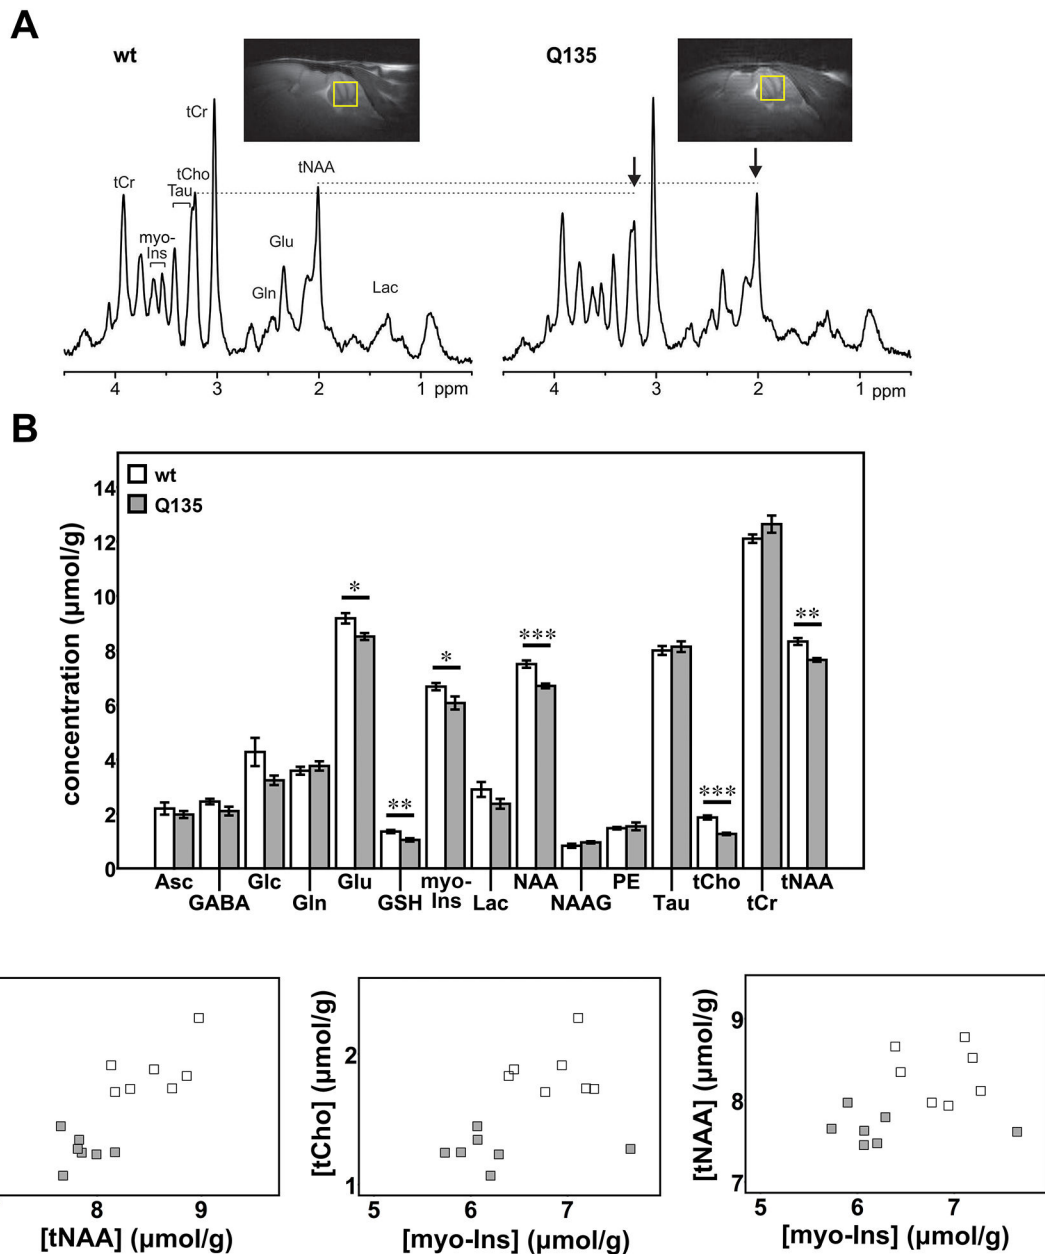 A
wt
Q135
tCr
tCho
tNAA
tCr
Tau
myo-
Ins
Glu
Gln
Lac
4 3 2 1 ppm
4 3 2 1 ppm
B
wt
Q135
concentration (µmol/g)
14
12
10
8
6
4
2
0
*
**
*
***
***
**
Asc
GABA
Glc
Gln
Glu
GSH
myo-
Ins
Lac
NAA
NAAG
PE
Tau
tCho
tCr
tNAA
8 9
[tNAA] (µmol/g)
[tCho] (µmol/g)
2
1
5 6 7
[myo-Ins] (µmol/g)
[tNAA] (µmol/g)
9
8
7
5 6 7
[myo-Ins] (µmol/g)